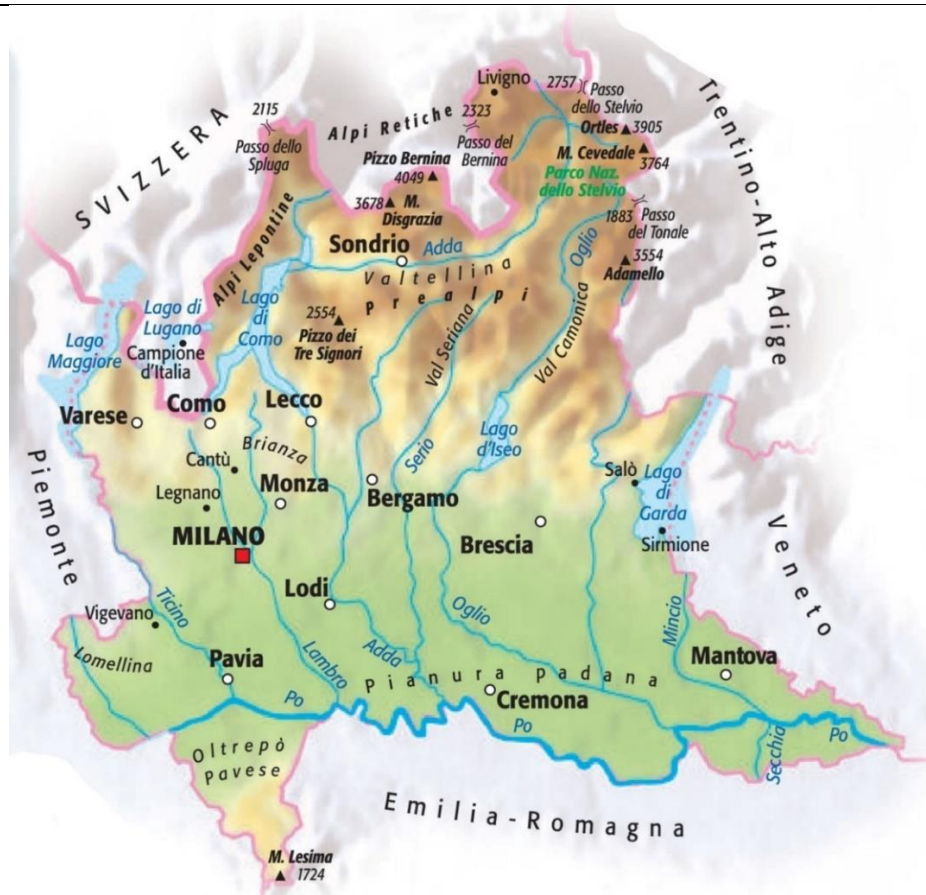 Livigno
2757
Passo
dello Stelvio
2115
Passo dello
Spluga
Alpi Retiche
2323
Passo del
Bernina
Ortles
3905
M. Cevedale
3764
Parco Naz.
dello Stelvio
SVIZZERA
Trentino-Alto Adige
Pizzo Bernina
4049
3678
M.
Disgrazia
1883
Passo
del Tonale
Alpi Lepontine
Sondrio
Adda
Oglio
3554
Adamello
Valtellina
prealpi
Lago
di
Como
Lago di
Lugano
Lago
Maggiore
Campione
d'Italia
2554
Pizzo dei
Tre Signori
Val Seriana
Val Camonica
Varese
Como
Lecco
Brianza
Lago
d'Iseo
Piemonte
Cantù
Serio
Salò
Lago
di
Garda
Legnano
Monza
Bergamo
MILANO
Brescia
Sirmione
Veneto
Lodi
Vigevano
Ticino
Oglio
Mincio
Lomellina
Pavia
Lambro
Adda
Pianura padana
Mantova
Cremona
Po
Po
Po
Secchia
Oltrepò
Pavese
Emilia-Romagna
M. Lesima
1724